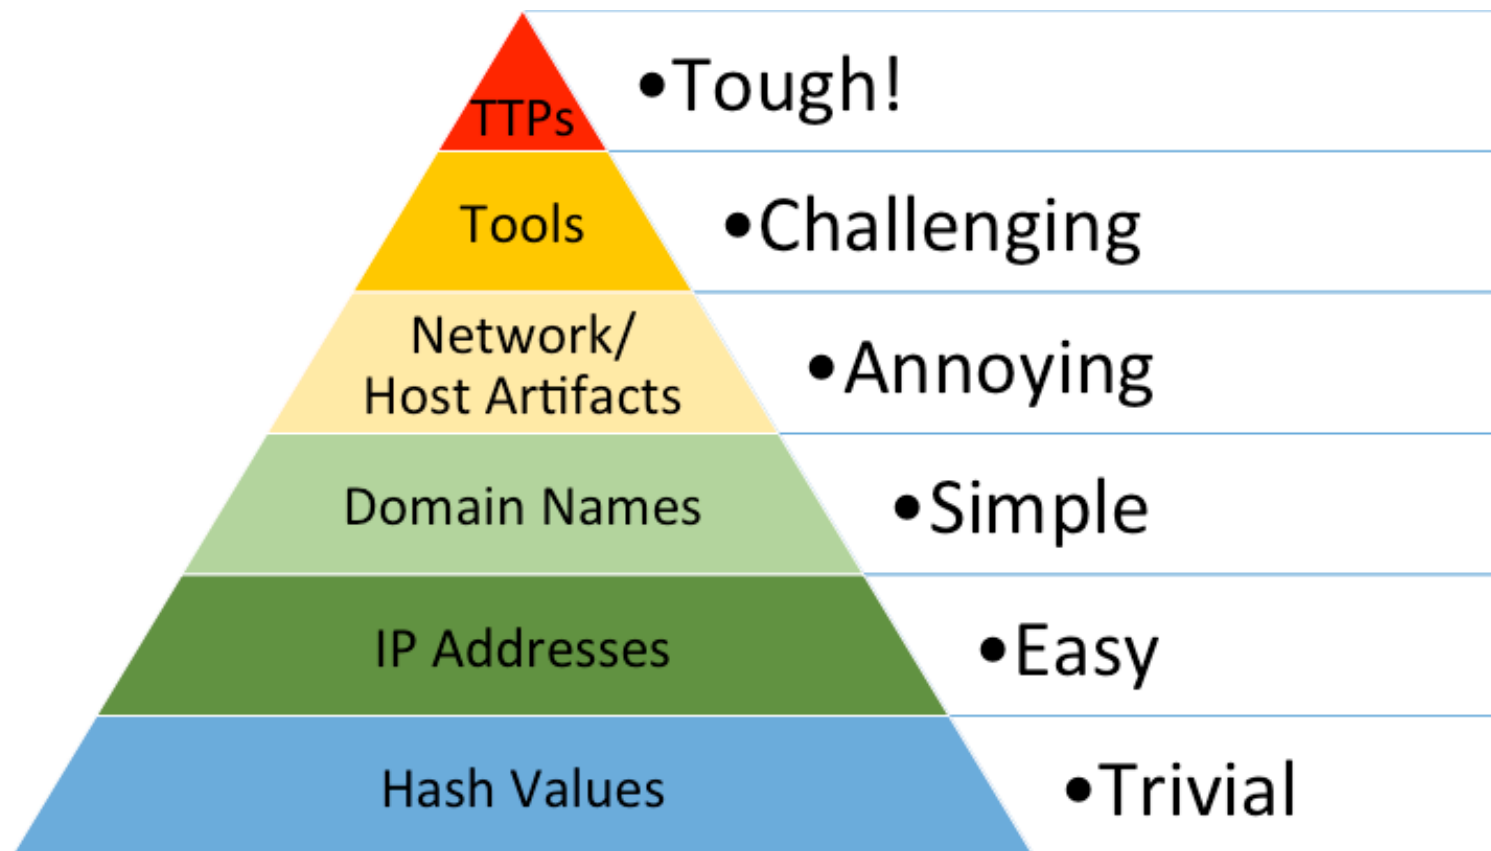 TTPs
•Tough!
Tools
•Challenging
Network/
Host Artifacts
•Annoying
Domain Names
•Simple
IP Addresses
•Easy
Hash Values
•Trivial